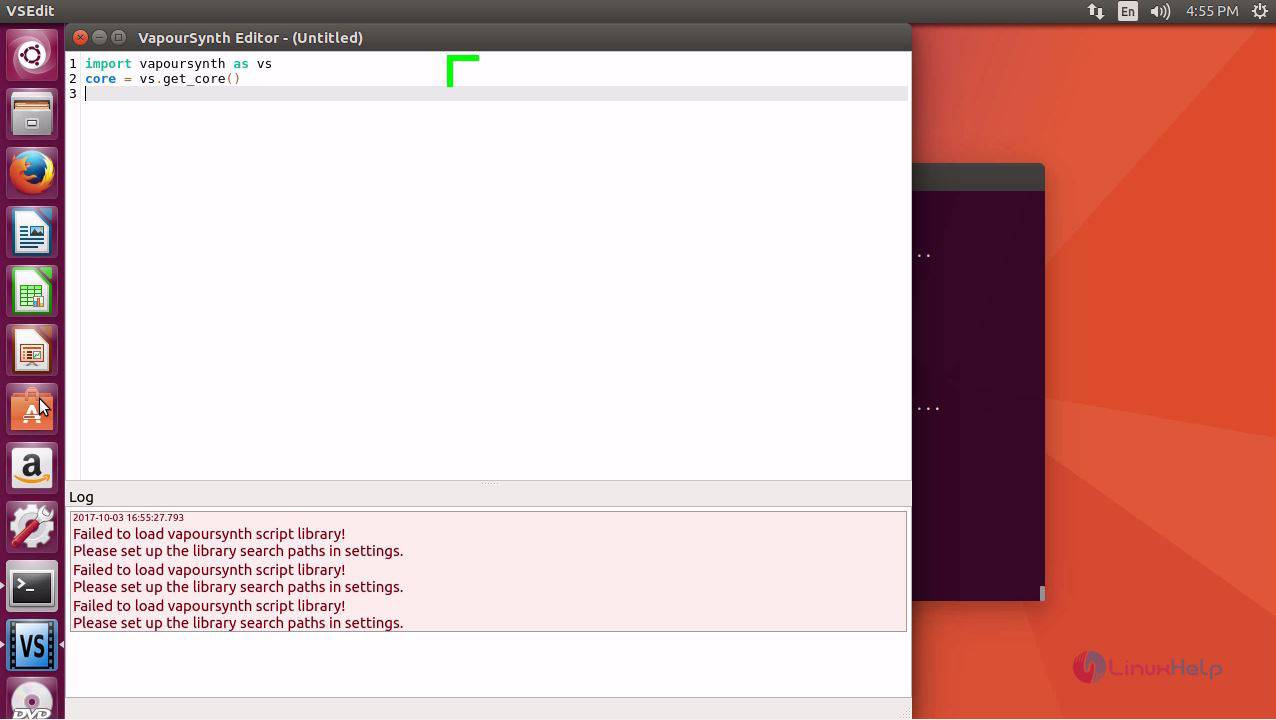 VSEdit
En
4:55 PM
VapourSynth Editor - (Untitled)
1 import vapoursynth as vs
2 core = vs.get_core()
3
..
...
Log
2017-10-03 16:55:27.793
Failed to load vapoursynth script library!
Please set up the library search paths in settings.
Failed to load vapoursynth script library!
Please set up the library search paths in settings.
Failed to load vapoursynth script library!
Please set up the library search paths in settings.
A
a
>_
VS
DVD
LinuxHelp